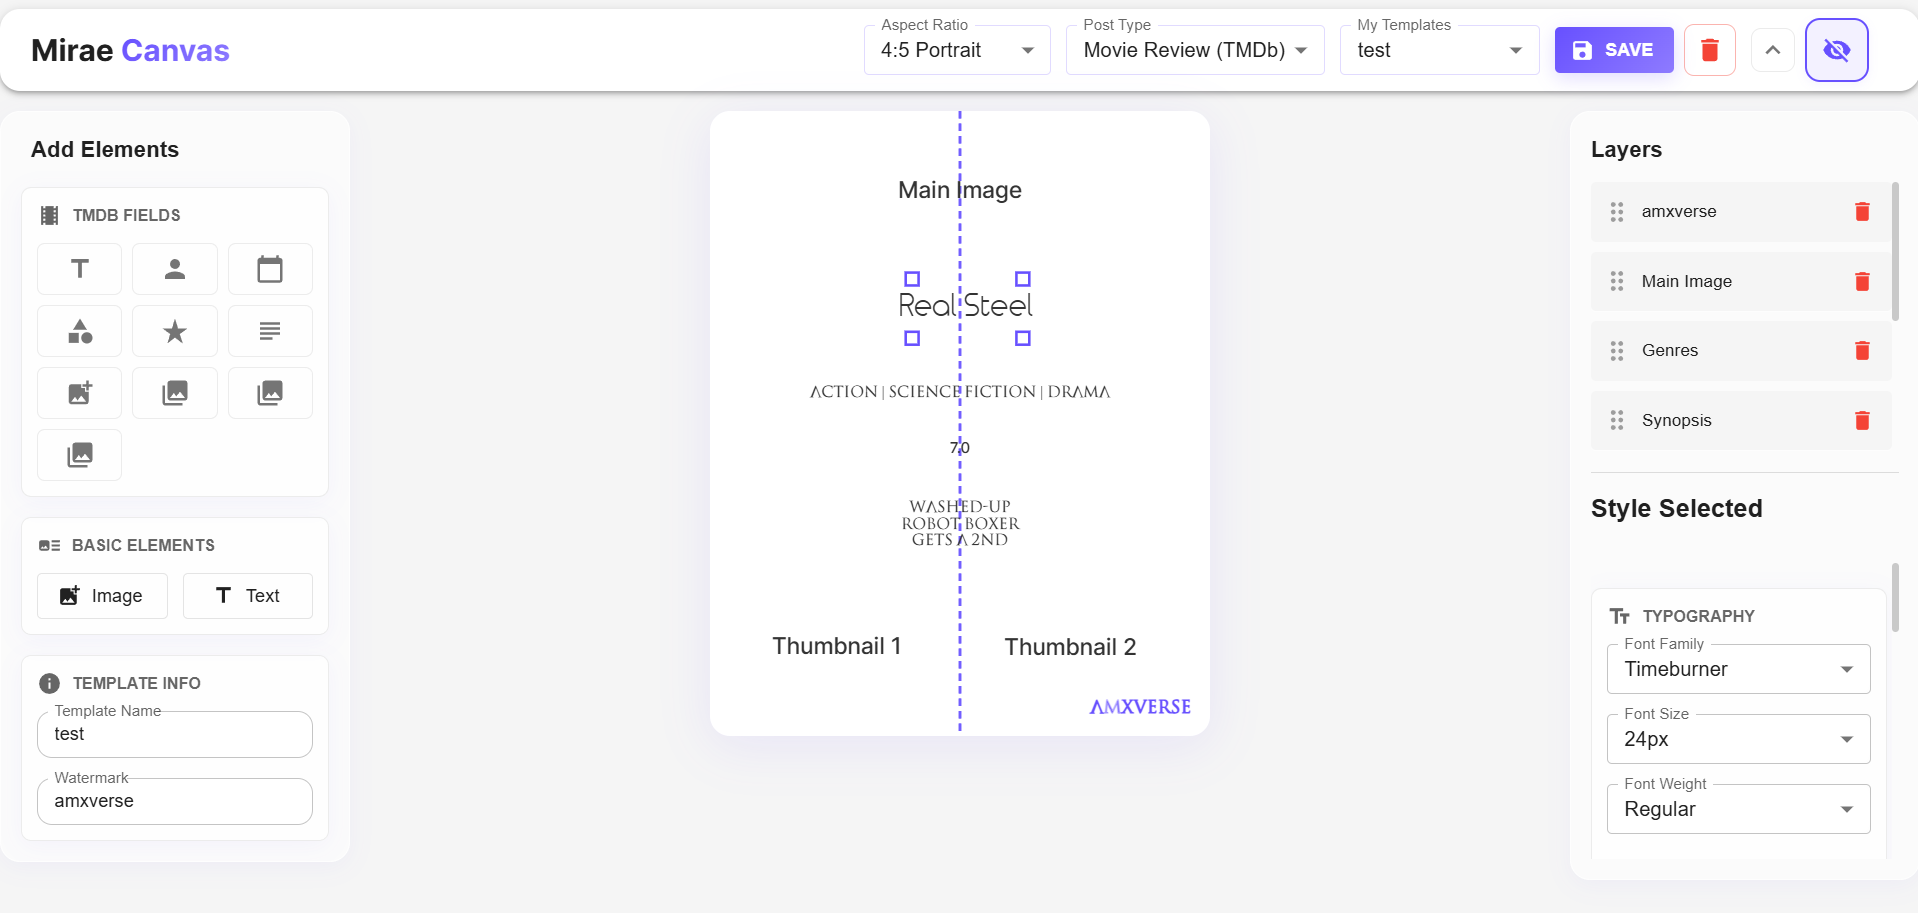 Mirae Canvas
Aspect Ratio
4:5 Portrait
Post Type
Movie Review (TMDb)
My Templates
test
SAVE
Add Elements
TMDB FIELDS
BASIC ELEMENTS
Image
Text
TEMPLATE INFO
Template Name
test
Watermark
amxverse
Main Image
Real Steel
ACTION | SCIENCE FICTION | DRAMA
7.0
WASHED-UP
ROBOT BOXER
GETS A 2ND
Thumbnail 1
Thumbnail 2
AMXVERSE
Layers
amxverse
Main Image
Genres
Synopsis
Style Selected
TYPOGRAPHY
Font Family
Timeburner
Font Size
24px
Font Weight
Regular